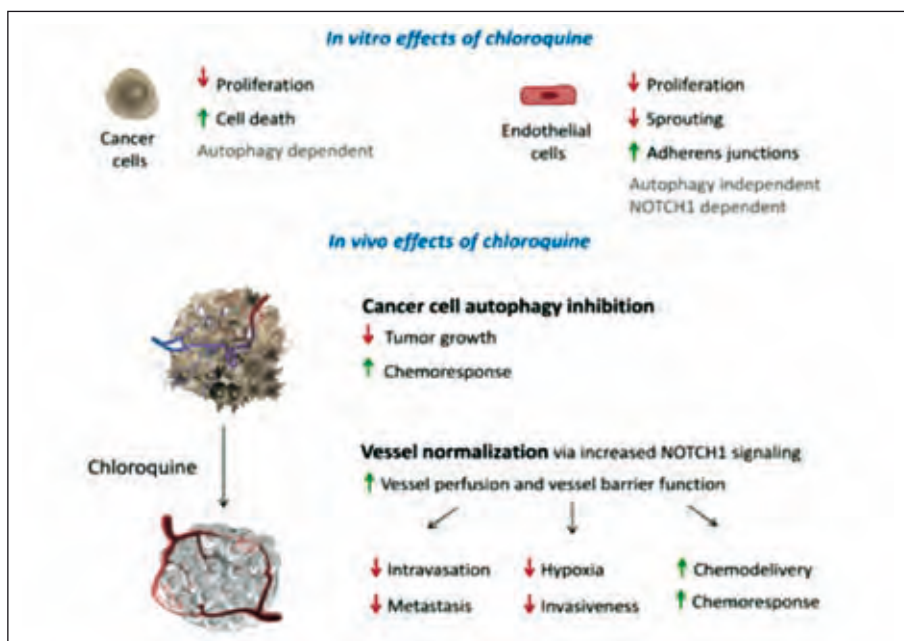 In vitro effects of chloroquine
Cancer
cells
↓ Proliferation
↑ Cell death
Autophagy dependent
Endothelial
cells
↓ Proliferation
↓ Sprouting
↑ Adherens junctions
Autophagy independent
NOTCH1 dependent
In vivo effects of chloroquine
Chloroquine
Cancer cell autophagy inhibition
↓ Tumor growth
↑ Chemoresponse
Vessel normalization via increased NOTCH1 signaling
↑ Vessel perfusion and vessel barrier function
↓ Intravasation
↓ Metastasis
↓ Hypoxia
↓ Invasiveness
↑ Chemodelivery
↑ Chemoresponse